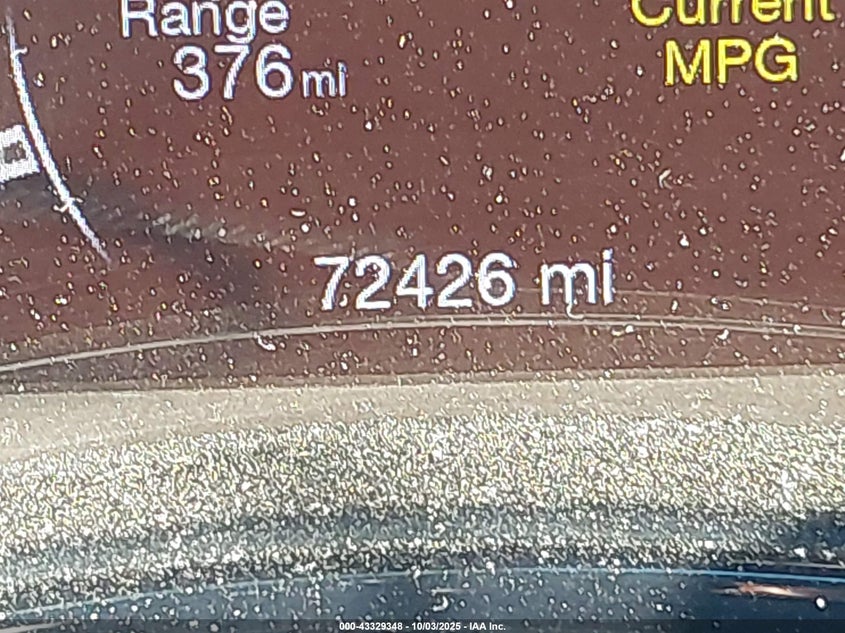 Range
376 mi
Current
MPG
72426 mi
000-43329348 - 10/03/2025 - IAA Inc.